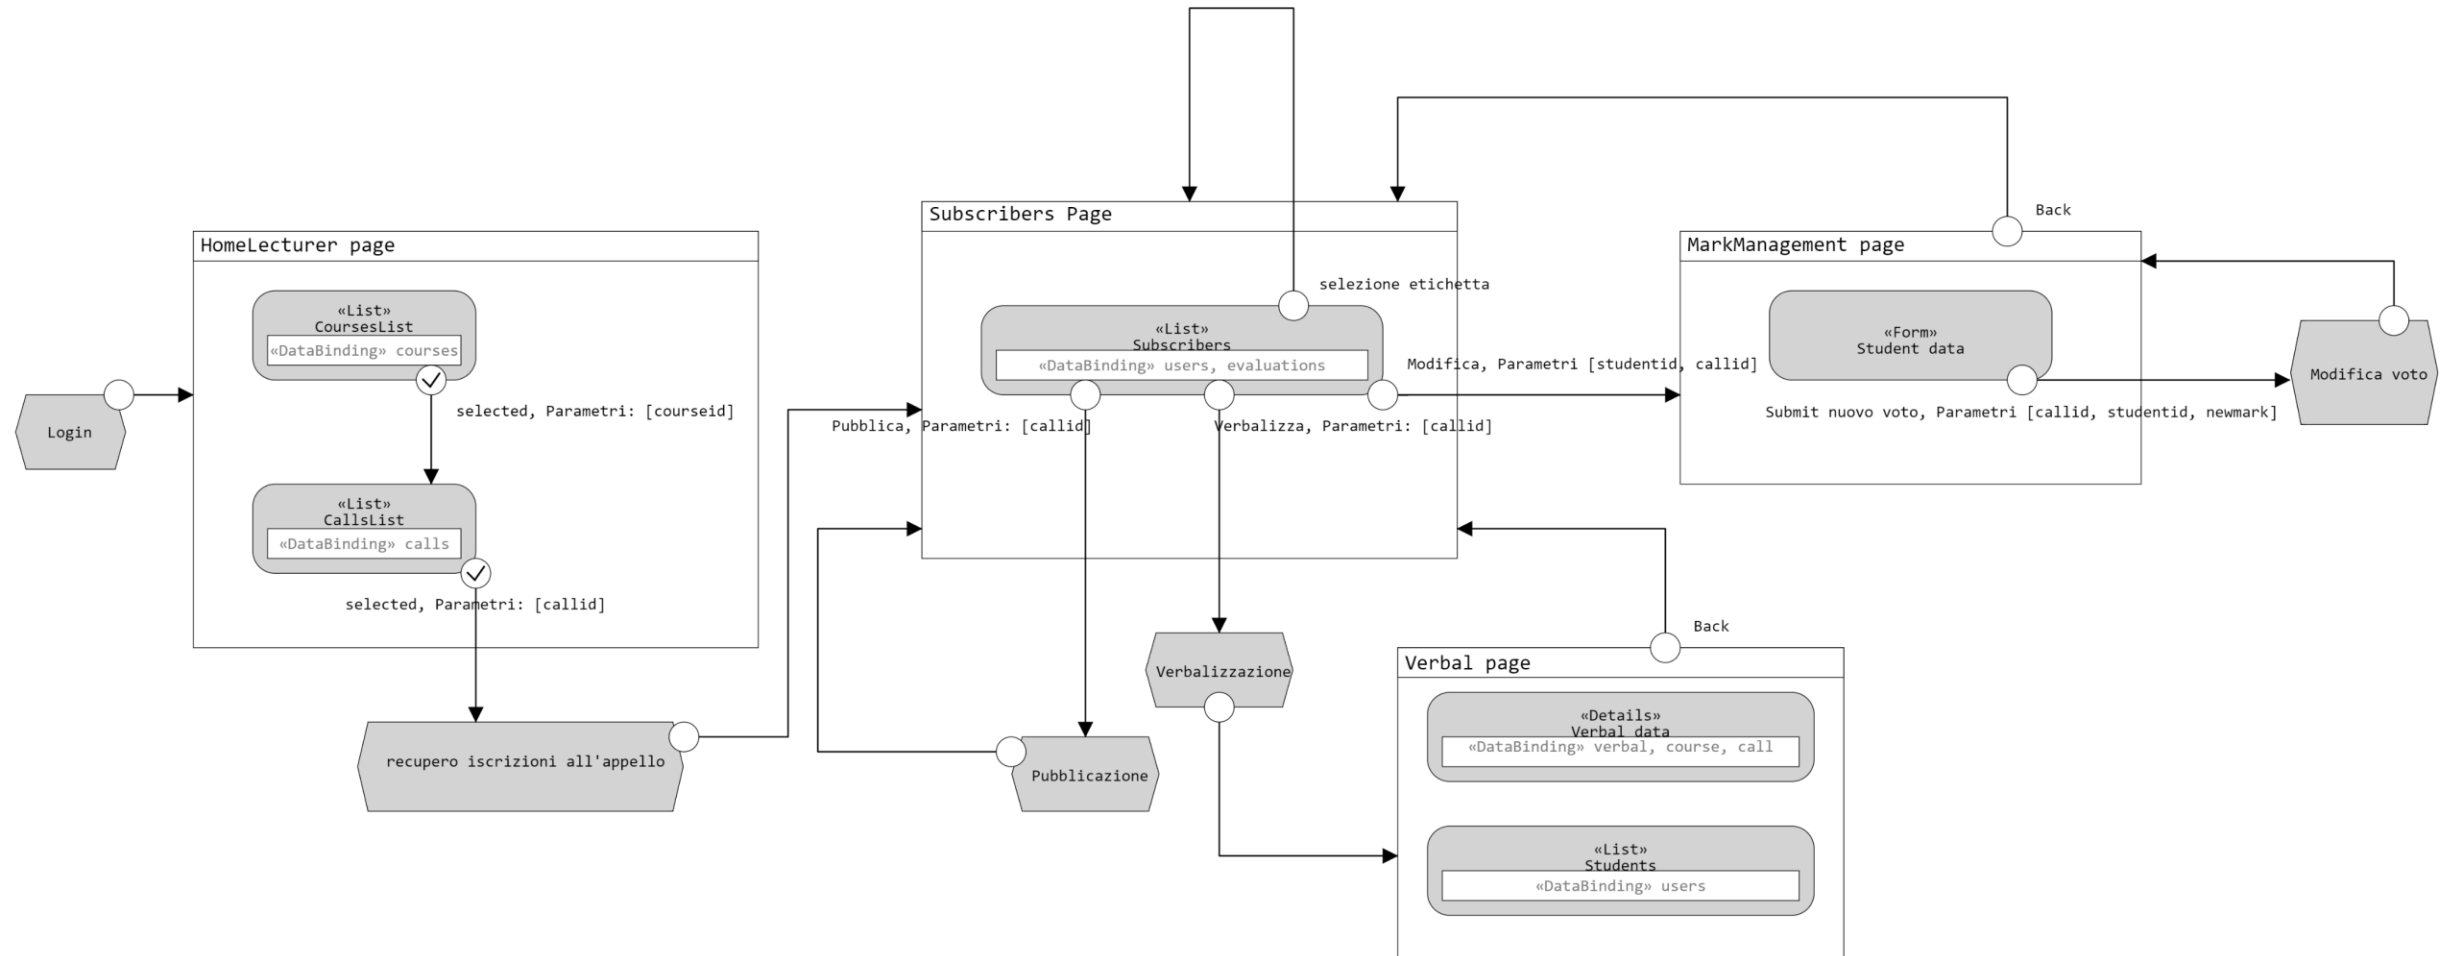 Login
HomeLecturer page
«List»
CoursesList
«DataBinding» courses
selected, Parametri: [courseid]
«List»
CallsList
«DataBinding» calls
selected, Parametri: [callid]
recupero iscrizioni all'appello
Subscribers Page
selezione etichetta
«List»
Subscribers
«DataBinding» users, evaluations
Pubblica, Parametri: [callid]
Verbalizza, Parametri: [callid]
Modifica, Parametri [studentid, callid]
Pubblicazione
Verbalizzazione
Back
MarkManagement page
«Form»
Student data
Submit nuovo voto, Parametri [callid, studentid, newmark]
Modifica voto
Back
Verbal page
«Details»
Verbal data
«DataBinding» verbal, course, call
«List»
Students
«DataBinding» users